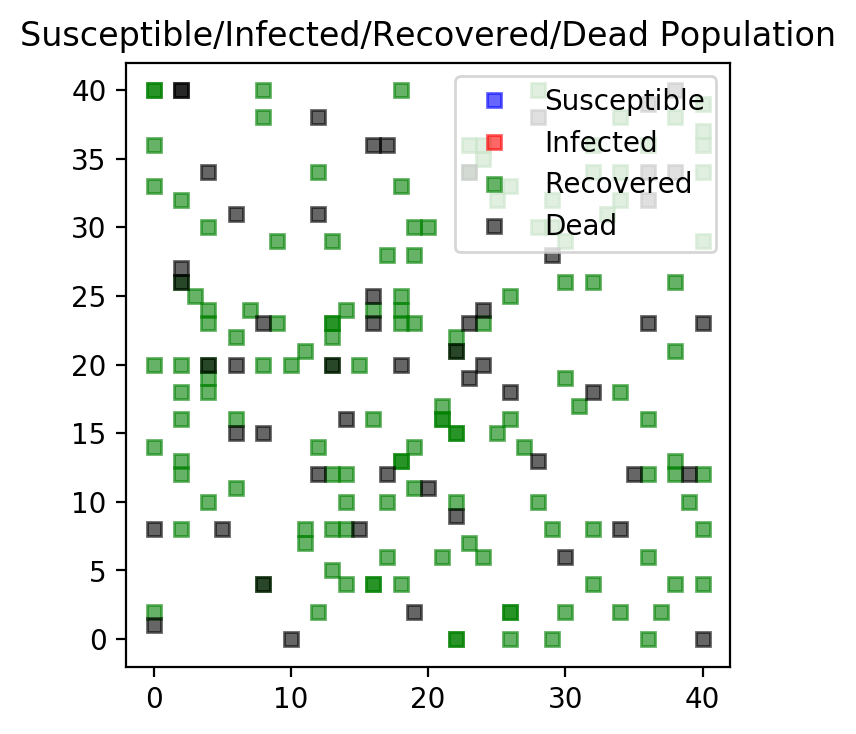 Susceptible/Infected/Recovered/Dead Population
40
35
30
25
20
15
10
5
0
Susceptible
Infected
Recovered
Dead
0 10 20 30 40